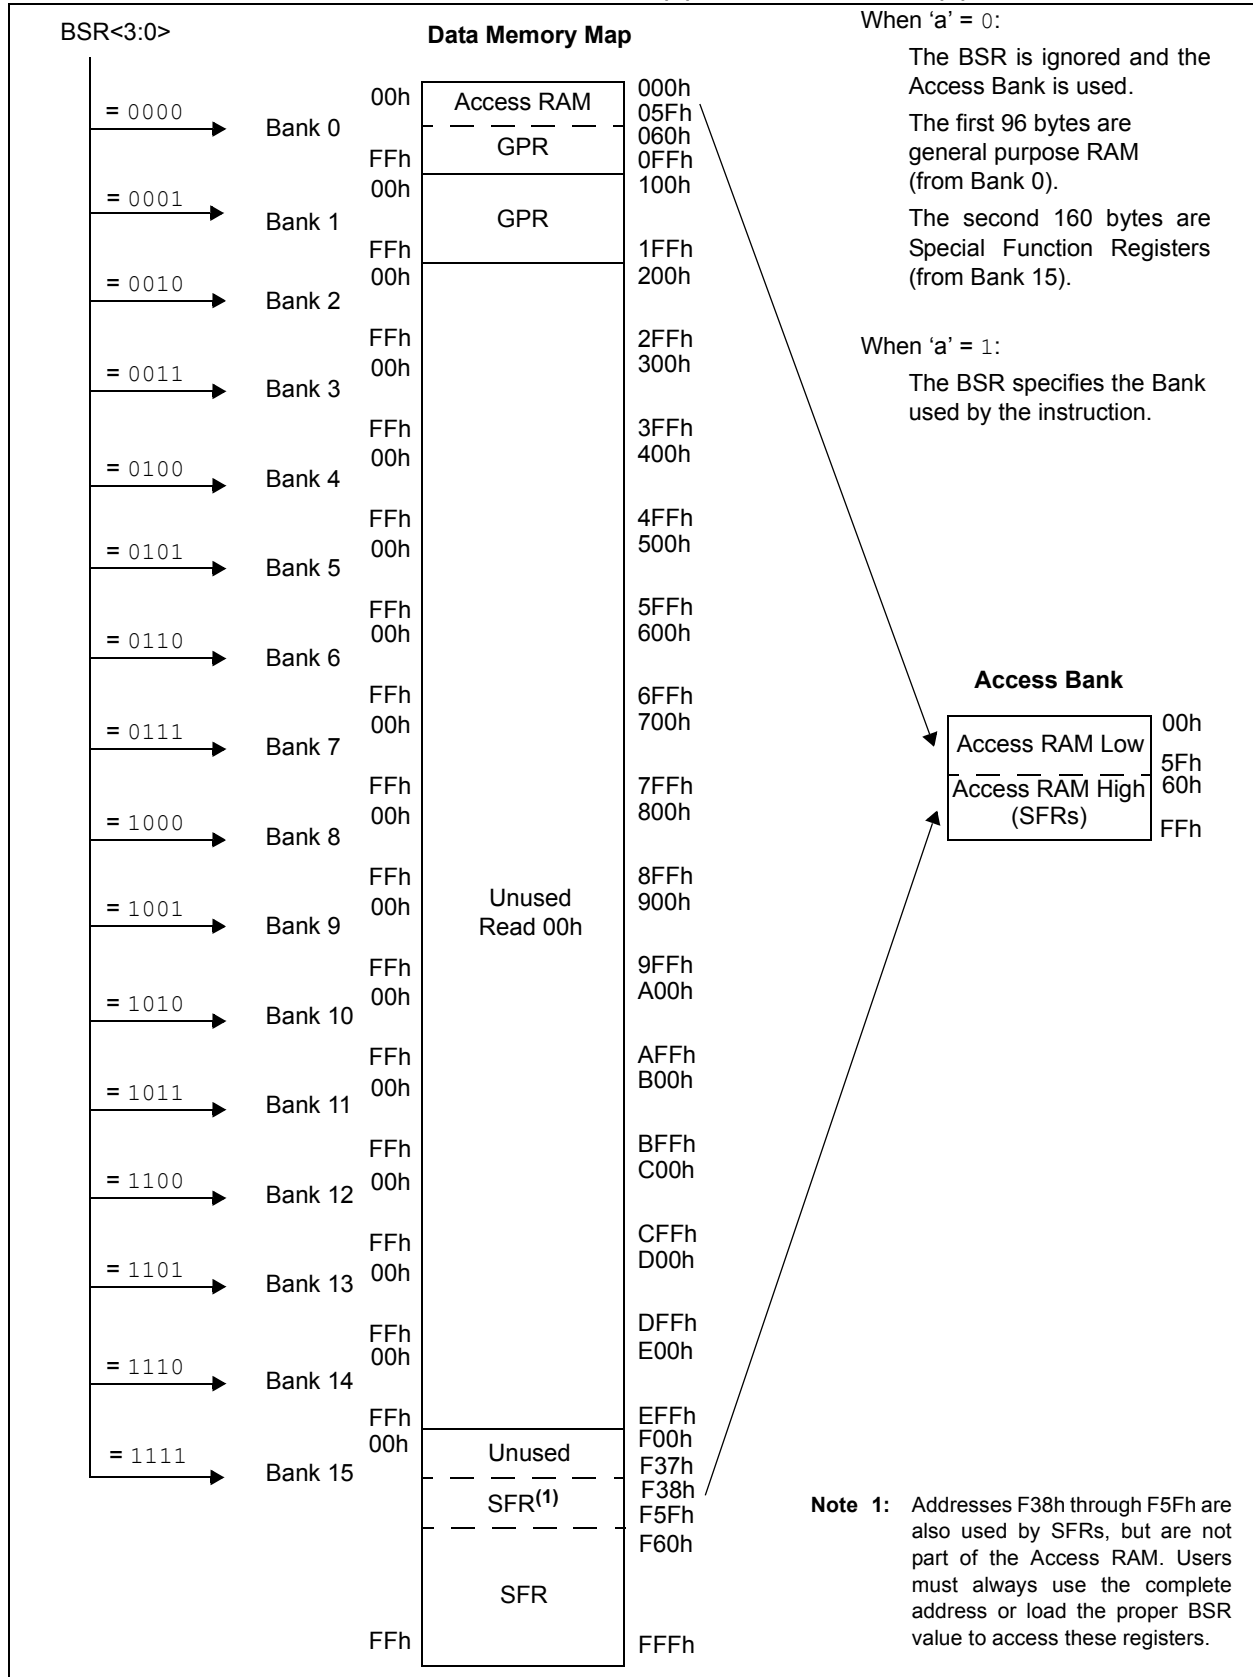 BSR<3:0>
Data Memory Map
When ‘a’ = 0:
The BSR is ignored and the
Access Bank is used.
The first 96 bytes are
general purpose RAM
(from Bank 0).
The second 160 bytes are
Special Function Registers
(from Bank 15).
When ‘a’ = 1:
The BSR specifies the Bank
used by the instruction.
= 0000
Bank 0
00h
Access RAM
000h
05Fh
060h
GPR
FFh
0FFh
= 0001
Bank 1
00h
100h
GPR
FFh
1FFh
= 0010
Bank 2
00h
200h
FFh
2FFh
= 0011
Bank 3
00h
300h
FFh
3FFh
= 0100
Bank 4
00h
400h
FFh
4FFh
= 0101
Bank 5
00h
500h
FFh
5FFh
= 0110
Bank 6
00h
600h
FFh
6FFh
= 0111
Bank 7
00h
700h
FFh
7FFh
= 1000
Bank 8
00h
800h
FFh
8FFh
= 1001
Bank 9
00h
900h
Unused
Read 00h
FFh
9FFh
= 1010
Bank 10
00h
A00h
FFh
AFFh
= 1011
Bank 11
00h
B00h
FFh
BFFh
= 1100
Bank 12
00h
C00h
FFh
CFFh
= 1101
Bank 13
00h
D00h
FFh
DFFh
= 1110
Bank 14
00h
E00h
FFh
EFFh
= 1111
Bank 15
00h
F00h
Unused
F37h
F38h
SFR(1)
F5Fh
F60h
SFR
FFh
FFFh
Access Bank
Access RAM Low
00h
5Fh
Access RAM High
(SFRs)
60h
FFh
Note 1: Addresses F38h through F5Fh are
also used by SFRs, but are not
part of the Access RAM. Users
must always use the complete
address or load the proper BSR
value to access these registers.